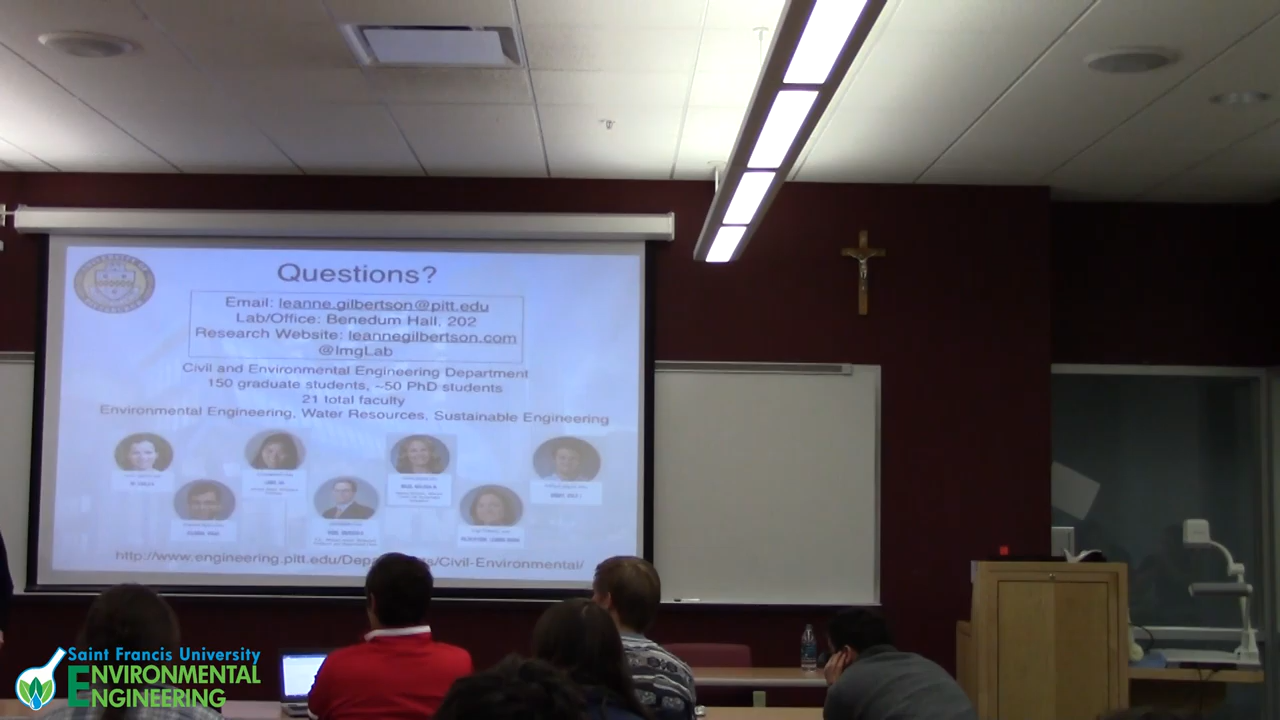 Questions?
Email: leanne.gilbertson@pitt.edu
Lab/Office: Benedum Hall, 202
Research Website: leannegilbertson.com
@lmgLab
Civil and Environmental Engineering Department
150 graduate students, ~50 PhD students
21 total faculty
Environmental Engineering, Water Resources, Sustainable Engineering
http://www.engineering.pitt.edu/Depa ts/Civil-Environmental/
Saint Francis University
ENVIRONMENTAL
ENGINEERING